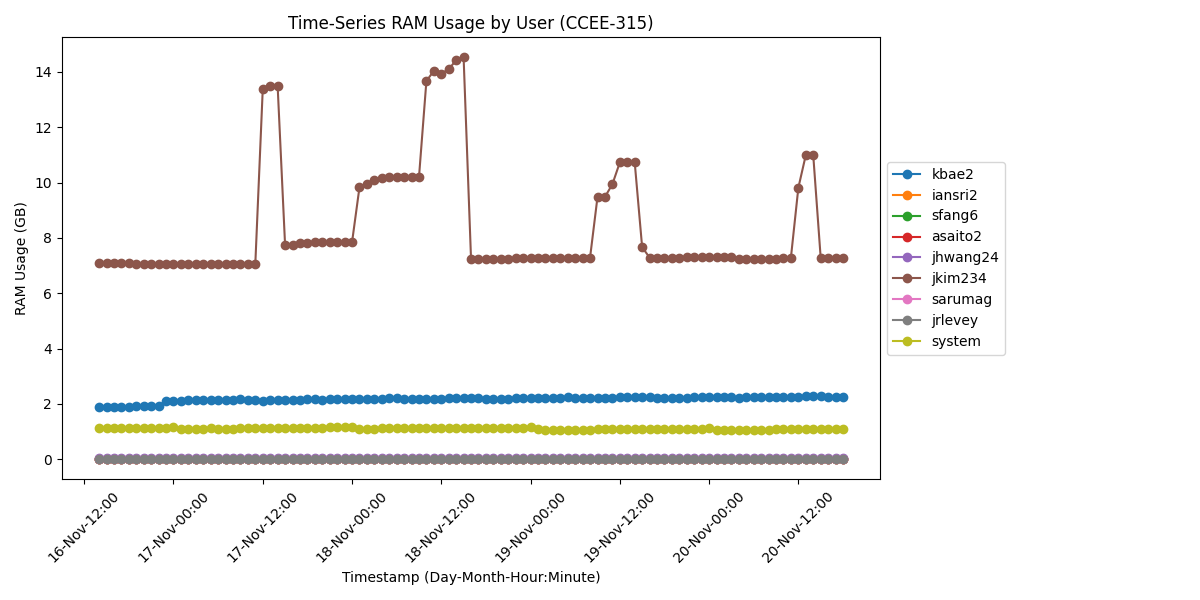 Time-Series RAM Usage by User (CCEE-315)
RAM Usage (GB)
14
12
10
8
6
4
2
0
16-Nov-12:00
17-Nov-00:00
17-Nov-12:00
18-Nov-00:00
18-Nov-12:00
19-Nov-00:00
19-Nov-12:00
20-Nov-00:00
20-Nov-12:00
Timestamp (Day-Month-Hour:Minute)
kbae2
iansri2
sfang6
asaito2
jhwang24
jkim234
sarumag
jrlevey
system